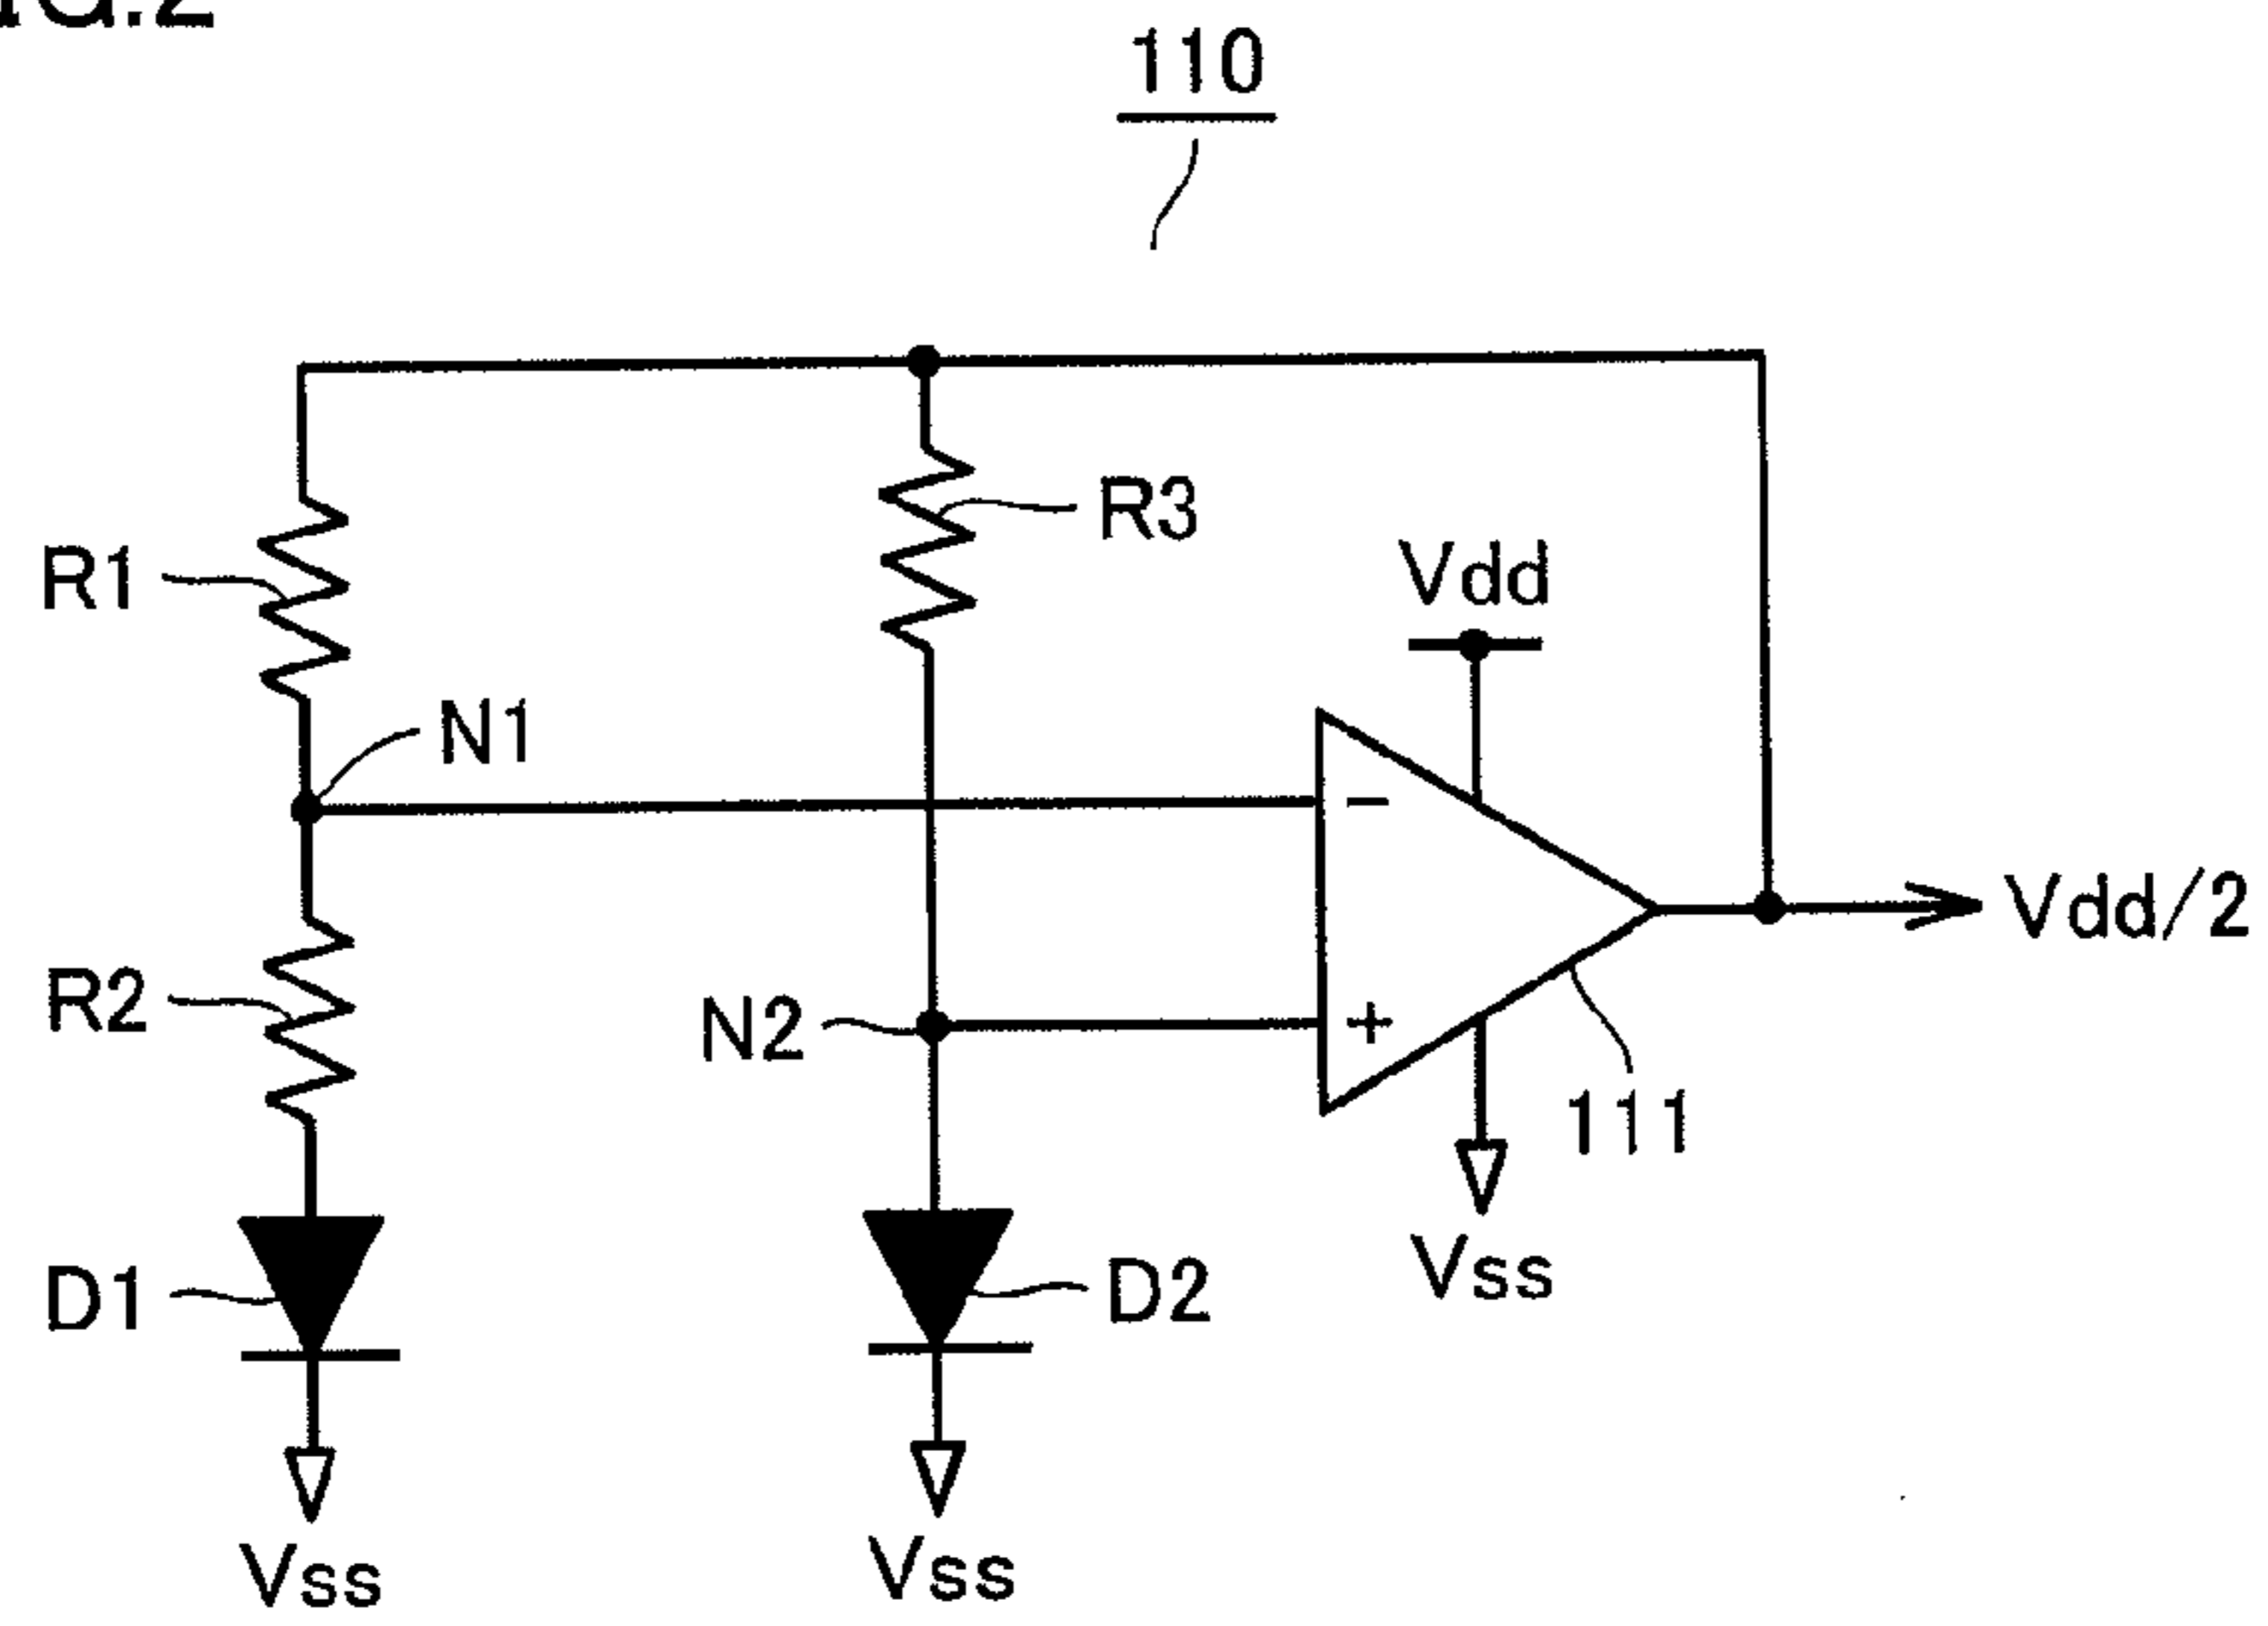 110
R3
R1
Vdd
N1
Vdd/2
R2
N2
-
+
111
D1
D2
Vss
Vss
Vss